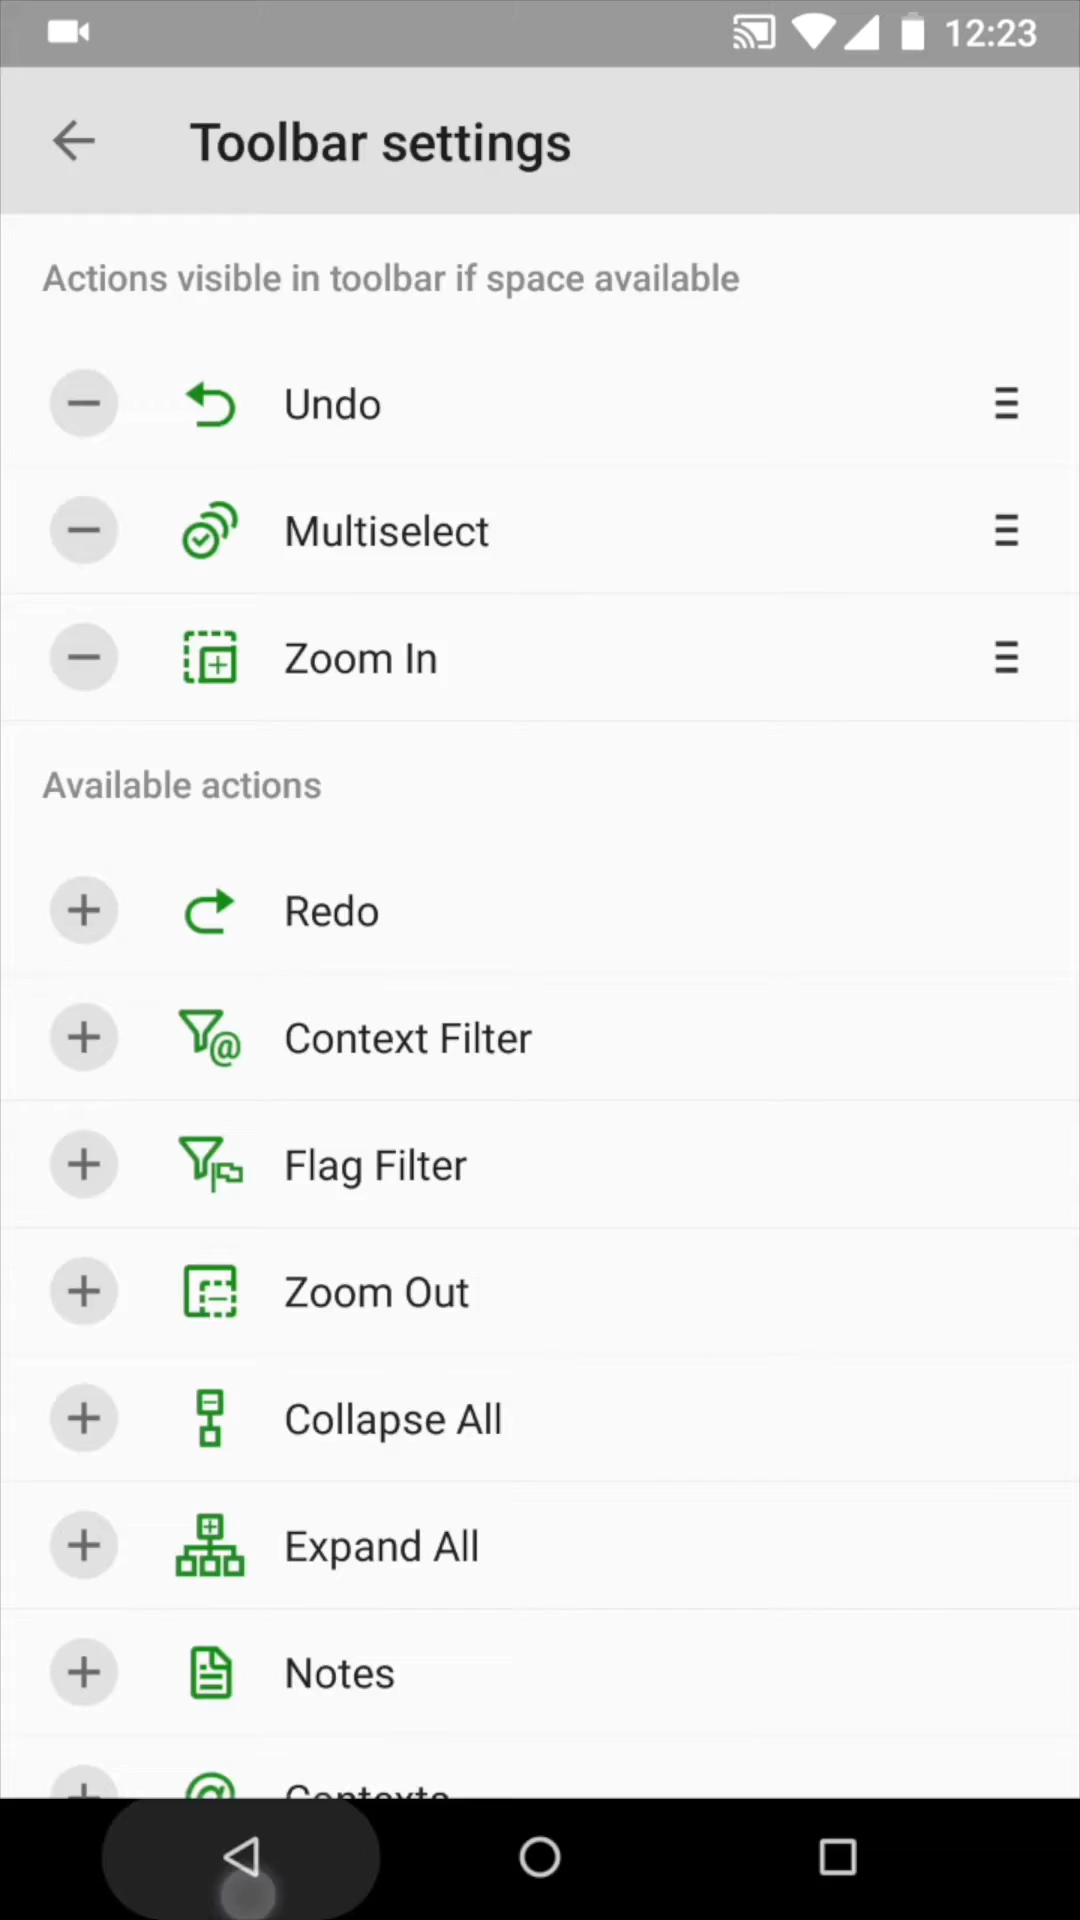 12:23
Toolbar settings
Actions visible in toolbar if space available
Undo
Multiselect
Zoom In
Available actions
Redo
Context Filter
Flag Filter
Zoom Out
Collapse All
Expand All
Notes
Contexts